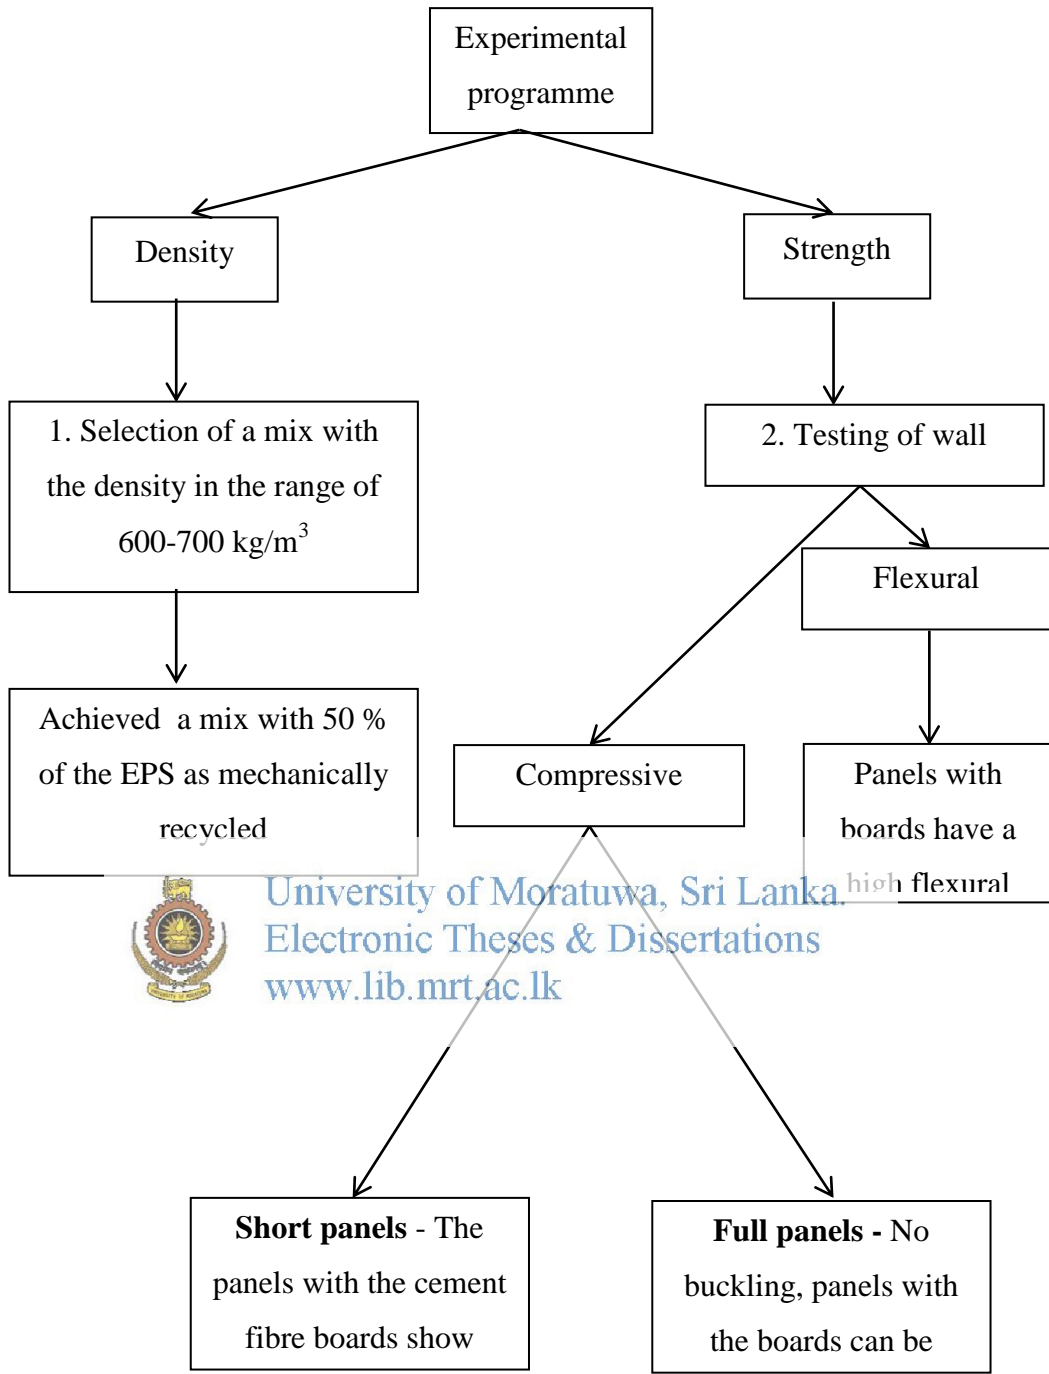 Experimental
programme
Density
Strength
1. Selection of a mix with
the density in the range of
600-700 kg/m³
2. Testing of wall
Flexural
Achieved a mix with 50 %
of the EPS as mechanically
recycled
Compressive
Panels with
boards have a
high flexural
University of Moratuwa, Sri Lanka.
Electronic Theses & Dissertations
www.lib.mrt.ac.lk
Short panels - The
panels with the cement
fibre boards show
Full panels - No
buckling, panels with
the boards can be